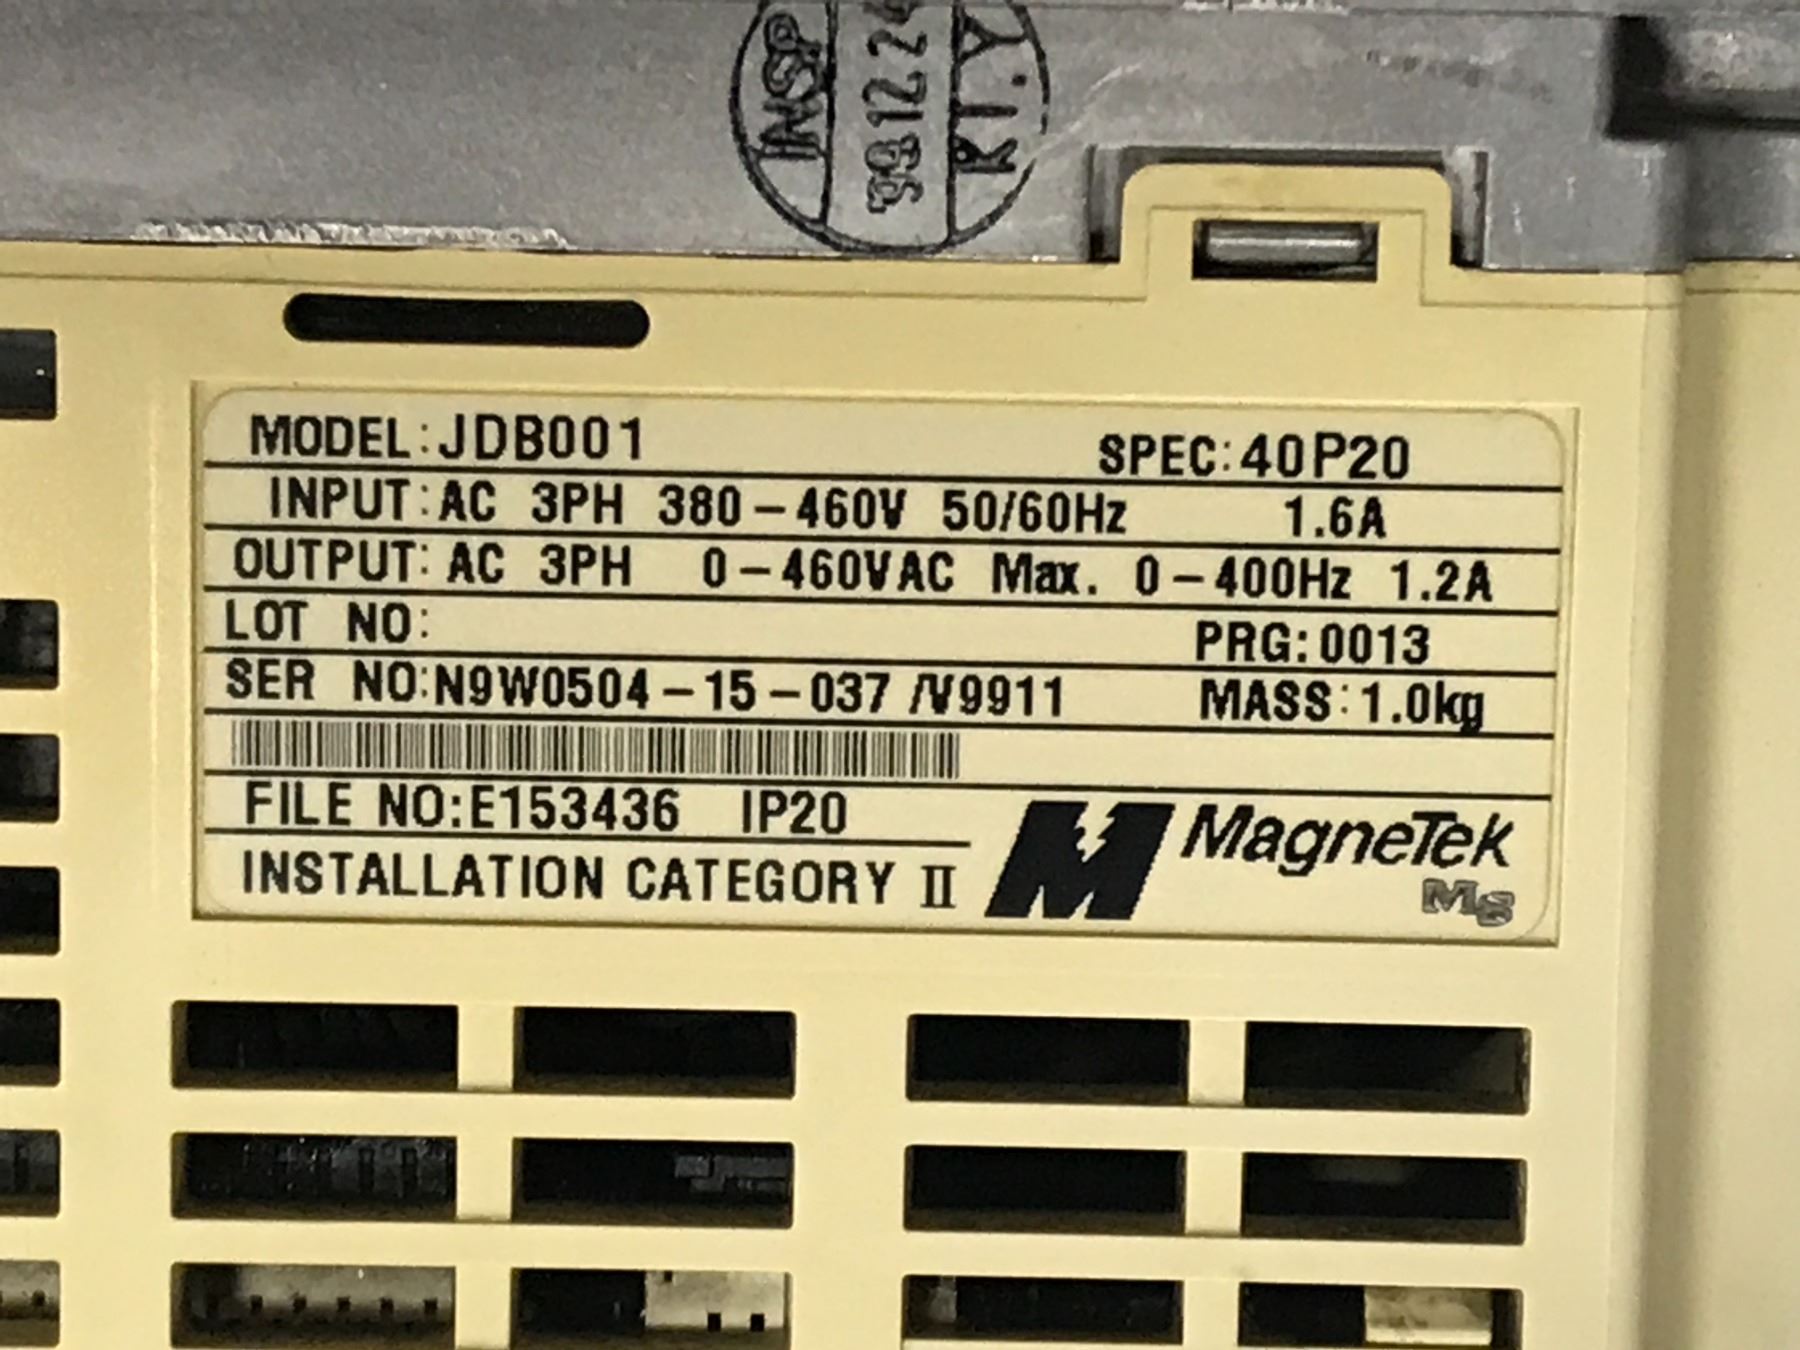 INSP
'99.12.24
KI.Y
MODEL:JDB001 SPEC:40P20
INPUT:AC 3PH 380-460V 50/60Hz 1.6A
OUTPUT: AC 3PH 0-460VAC Max. 0-400Hz 1.2A
LOT NO: PRG:0013
SER NO:N9W0504-15-037 /V9911 MASS:1.0kg
FILE NO:E153436 IP20
INSTALLATION CATEGORY II
MagneTek